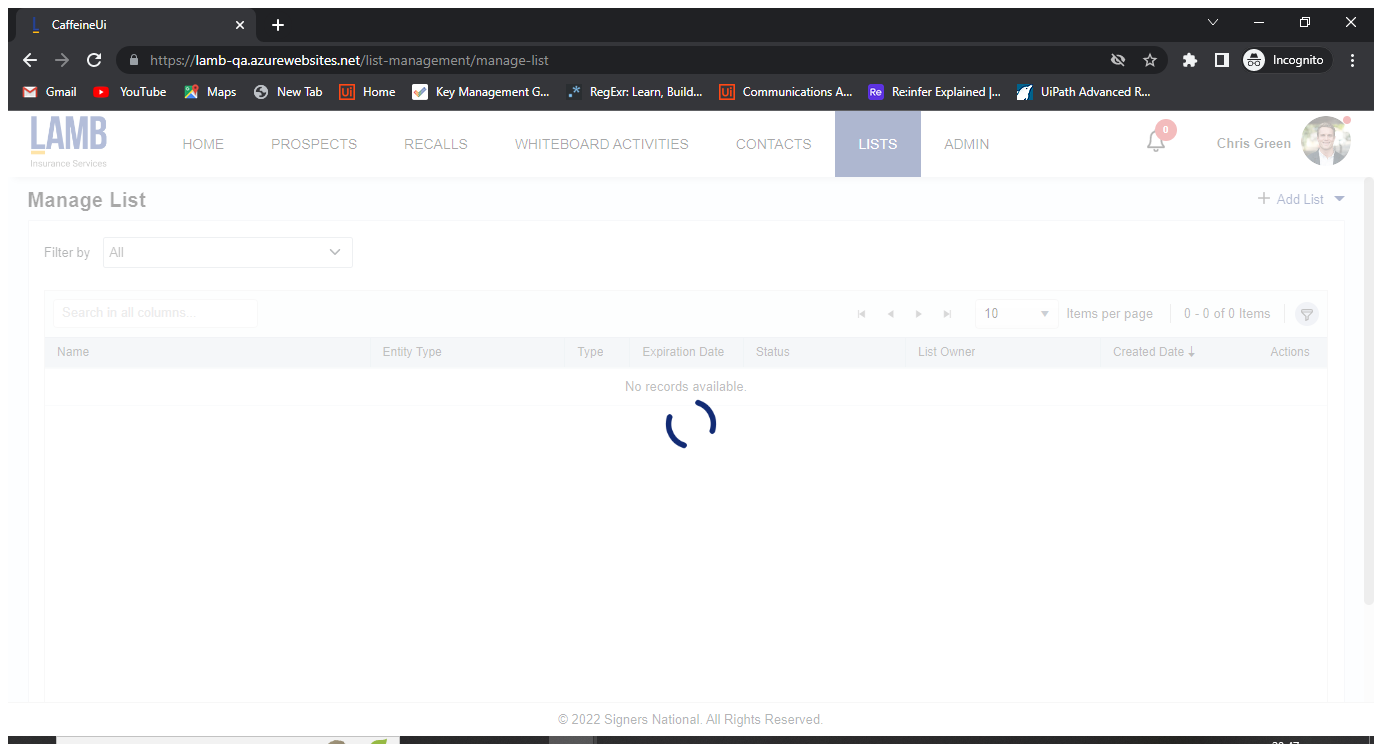 CaffeineUi
https://lamb-qa.azurewebsites.net/list-management/manage-list
Incognito
Gmail YouTube Maps New Tab Home Key Management G... RegExr: Learn, Build... Communications A... Re:infer Explained |... UiPath Advanced R...
LAMB
Insurance Services
HOME PROSPECTS RECALLS WHITEBOARD ACTIVITIES CONTACTS LISTS ADMIN 0 Chris Green
Manage List + Add List
Filter by All
Search in all columns... 10 Items per page 0 - 0 of 0 Items
Name Entity Type Type Expiration Date Status List Owner Created Date Actions
No records available.
© 2022 Signers National. All Rights Reserved.